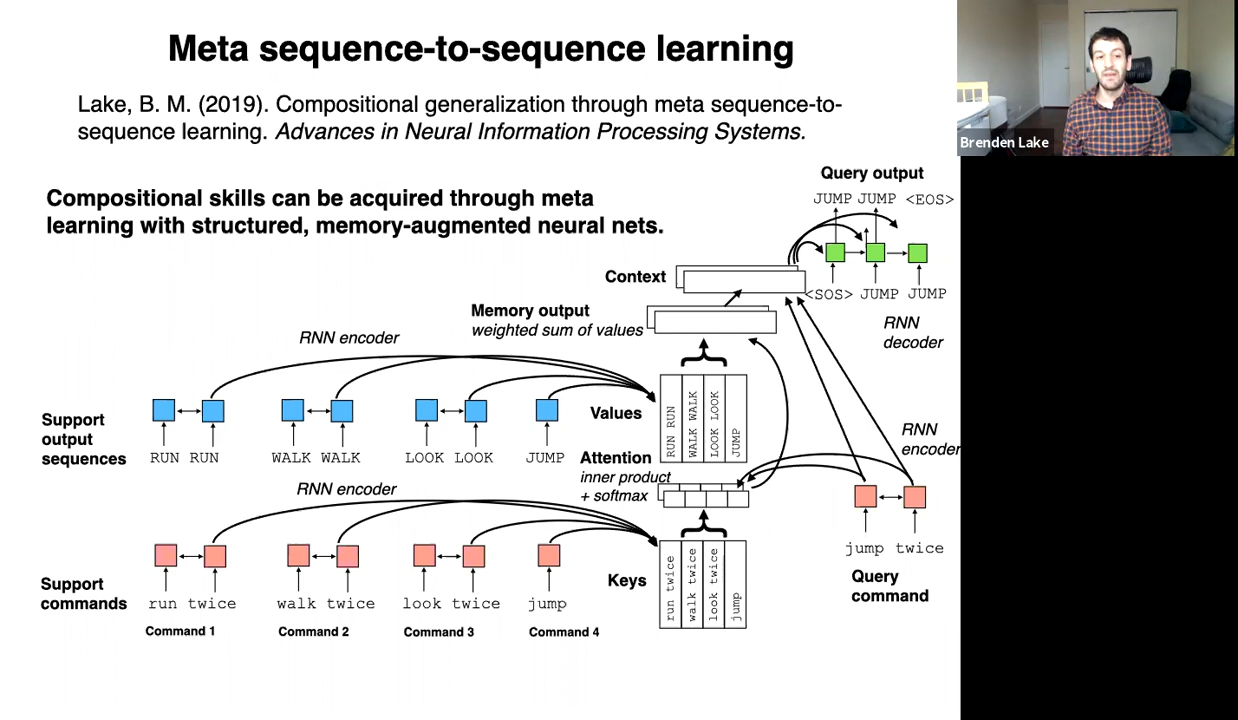 Meta sequence-to-sequence learning
Lake, B. M. (2019). Compositional generalization through meta sequence-to-
sequence learning. Advances in Neural Information Processing Systems.
Brenden Lake
Compositional skills can be acquired through meta
learning with structured, memory-augmented neural nets.
Query output
JUMP JUMP <EOS>
Context
<SOS> JUMP JUMP
RNN
decoder
Memory output
weighted sum of values
RNN encoder
Support
output
sequences
RUN RUN
WALK WALK
LOOK LOOK
JUMP
Values
RUN RUN
WALK WALK
LOOK LOOK
JUMP
Attention
inner product
+ softmax
RNN
encoder
RNN encoder
jump twice
Query
command
Support
commands
run twice
walk twice
look twice
jump
Keys
run twice
walk twice
look twice
jump
Command 1
Command 2
Command 3
Command 4